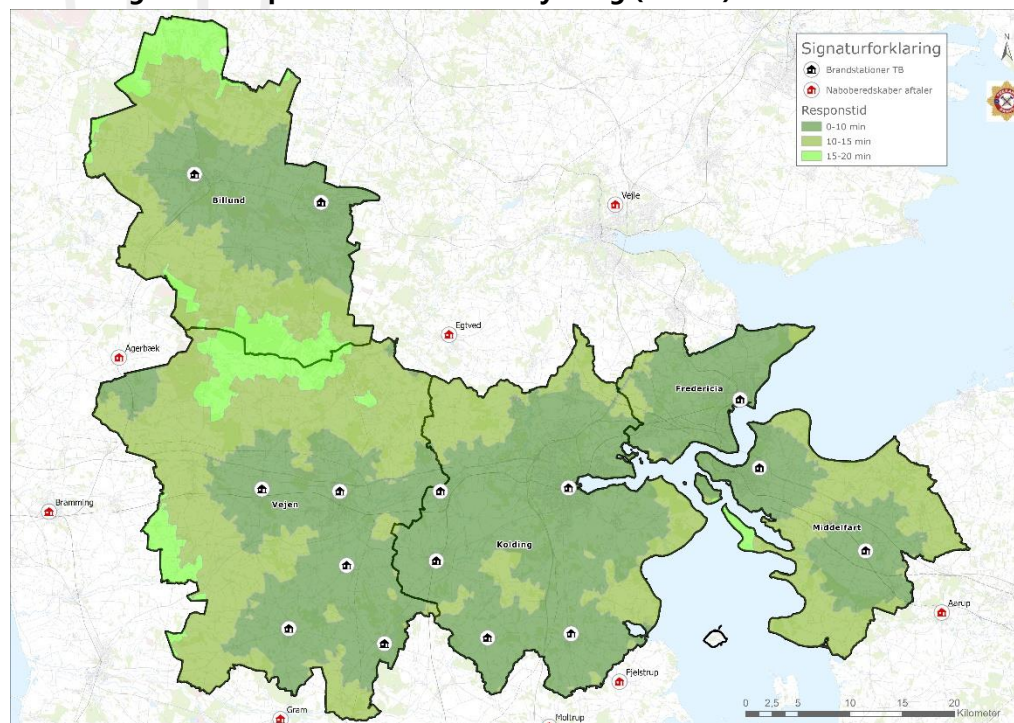 Signaturforklaring
Brandstationer TB
Naboberedskaber aftaler
Responstid
0-10 min
10-15 min
15-20 min
N
Billund
Vejle
Egtved
Agerbæk
Fredericia
Bramming
Vejen
Kolding
Middelfart
Aarup
Fjelstrup
Gram
Moltrup
0 2,5 5 10 15 20
Kilometer